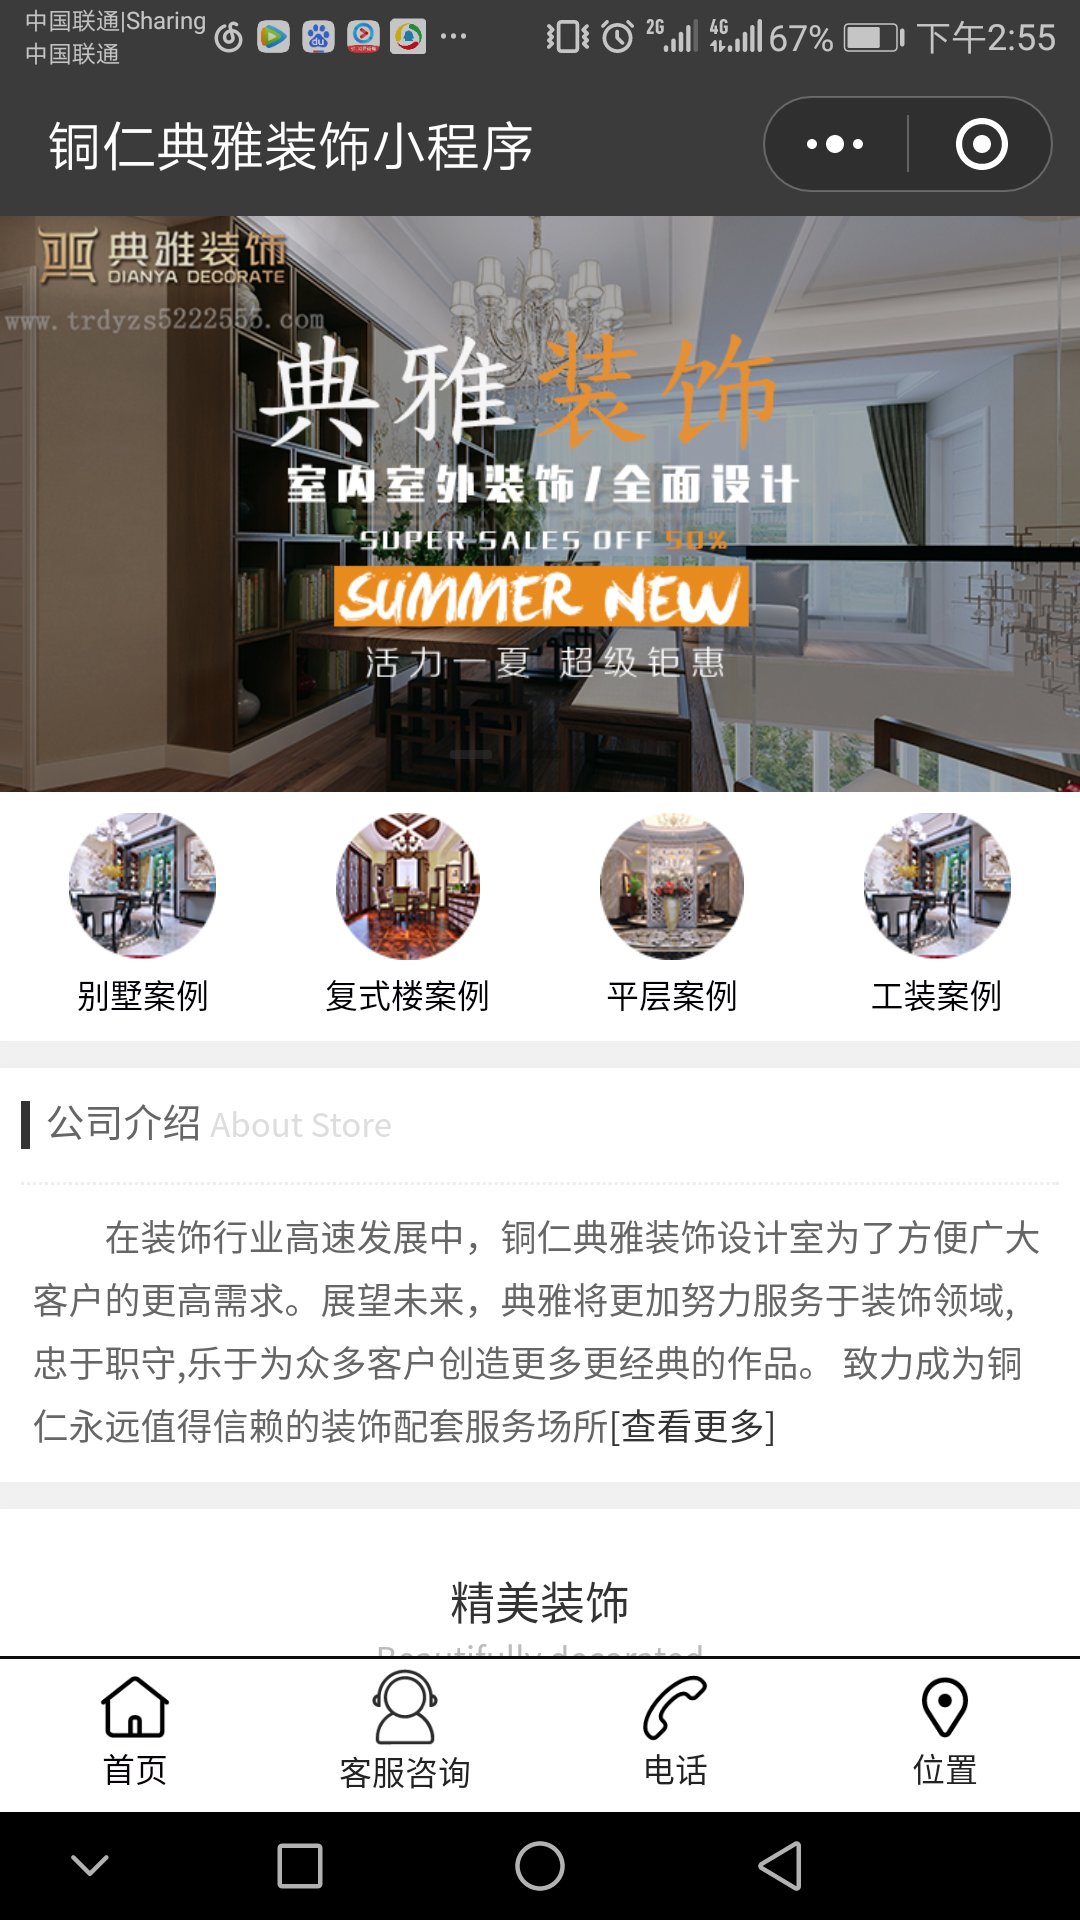 中国联通|Sharing
中国联通
2G
4G
67%
下午2:55
铜仁典雅装饰小程序
典雅装饰
DIANYA DECORATE
www.trdyzs5222555.com
典雅装饰
室内室外装饰/全面设计
SUPER SALES OFF 50%
SUMMER NEW
活力一夏 超级钜惠
别墅案例 复式楼案例 平层案例 工装案例
公司介绍 About Store
在装饰行业高速发展中，铜仁典雅装饰设计室为了方便广大
客户的更高需求。展望未来，典雅将更加努力服务于装饰领域,
忠于职守,乐于为众多客户创造更多更经典的作品。 致力成为铜
仁永远值得信赖的装饰配套服务场所[查看更多]
精美装饰
Beautifully decorated
首页 客服咨询 电话 位置